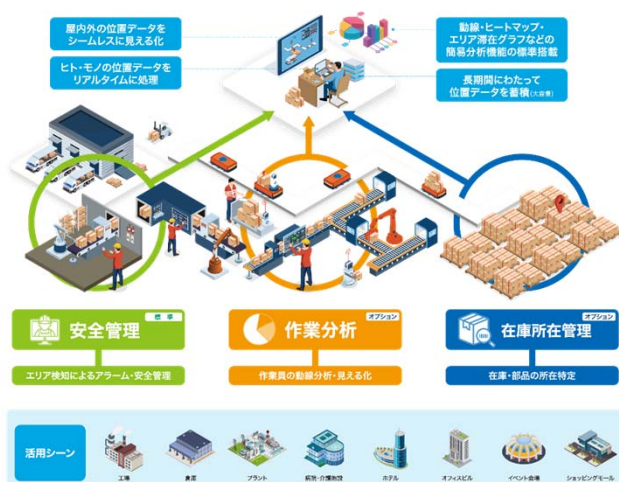 屋内外の位置データを
シームレスに見える化
ヒト・モノの位置データを
リアルタイムに処理
動線・ヒートマップ・
エリア滞在グラフなどの
簡易分析機能の標準搭載
長期間にわたって
位置データを蓄積(大容量)
安全管理
標準
エリア検知によるアラーム・安全管理
作業分析
オプション
作業員の動線分析・見える化
在庫所在管理
オプション
在庫・部品の所在特定
活用シーン
工場
倉庫
プラント
病院・介護施設
ホテル
オフィスビル
イベント会場
ショッピングモール